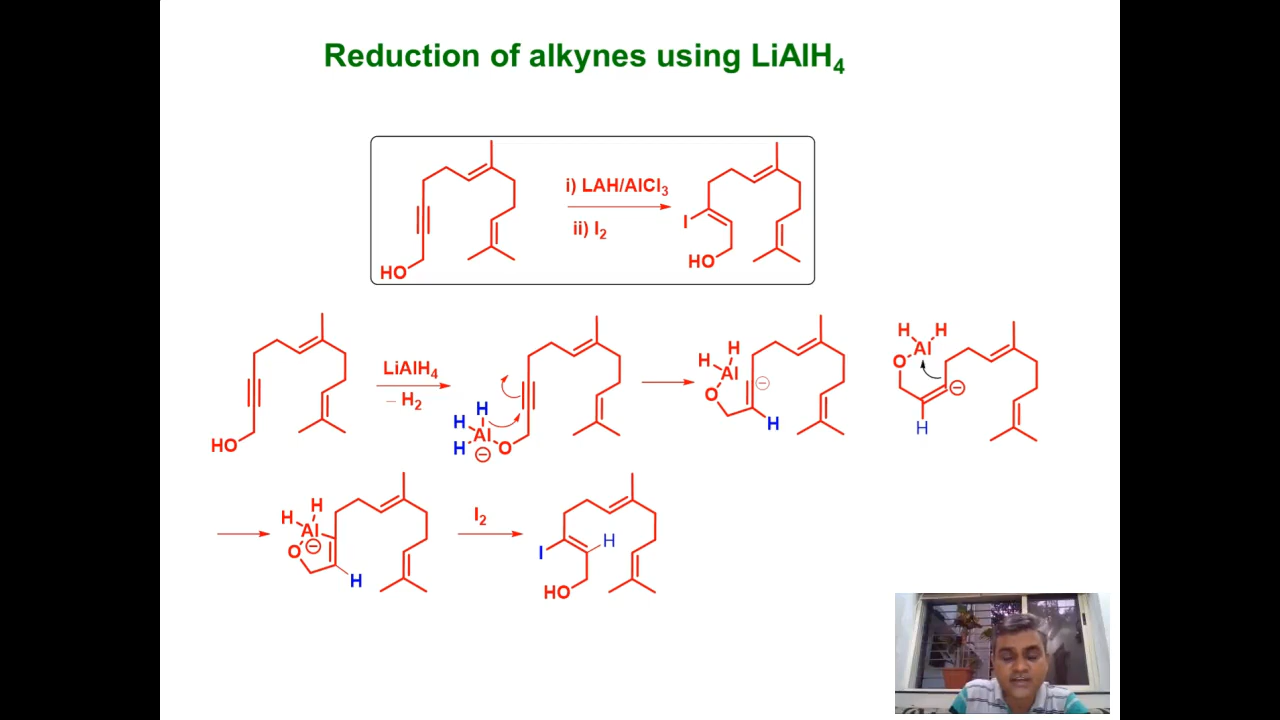 Reduction of alkynes using LiAlH₄
i) LAH/AlCl₃
ii) I₂
HO
I
HO
HO
LiAlH₄
– H₂
H
H
H
Al
⊖
O
H
H
Al
O
⊖
H
H
H
Al
O
⊖
H
H
H
Al
O
⊖
H
I₂
I
H
HO